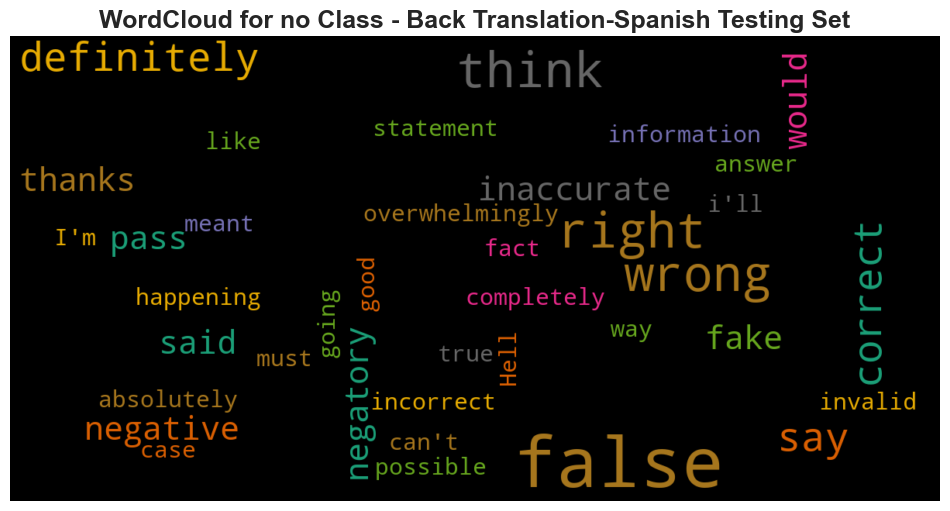 WordCloud for no Class - Back Translation-Spanish Testing Set
definitely
think
would
like
statement
information
answer
thanks
inaccurate
i'll
overwhelmingly
meant
I'm
pass
right
fact
correct
wrong
good
happening
completely
going
said
must
negatory
true
Hell
way
fake
absolutely
incorrect
invalid
negative
case
can't
possible
false
say